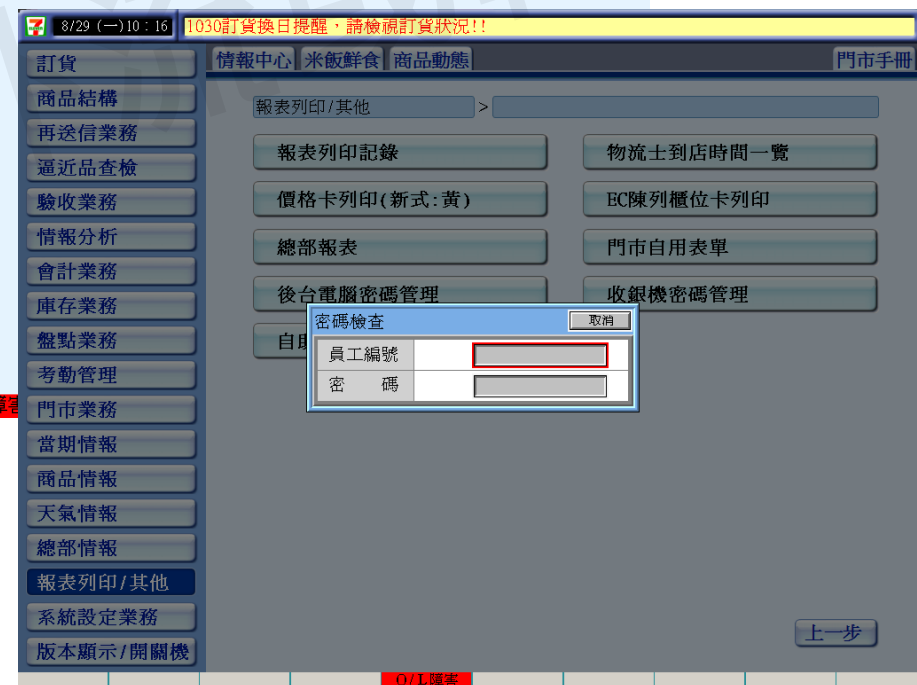 8/29 (一)10:16 1030訂貨換日提醒,請檢視訂貨狀況!!
情報中心 米飯鮮食 商品動態 門市手冊
訂貨
商品結構
再送信業務
逼近品查檢
驗收業務
情報分析
會計業務
庫存業務
盤點業務
考勤管理
門市業務
當期情報
商品情報
天氣情報
總部情報
報表列印/其他
系統設定業務
版本顯示/開關機
報表列印/其他 >
報表列印記錄 物流士到店時間一覽
價格卡列印(新式:黃) EC陳列櫃位卡列印
總部報表 門市自用表單
後台電腦密碼管理 收銀機密碼管理
自
密碼檢查 取消
員工編號
密 碼
上一步
O/L障害